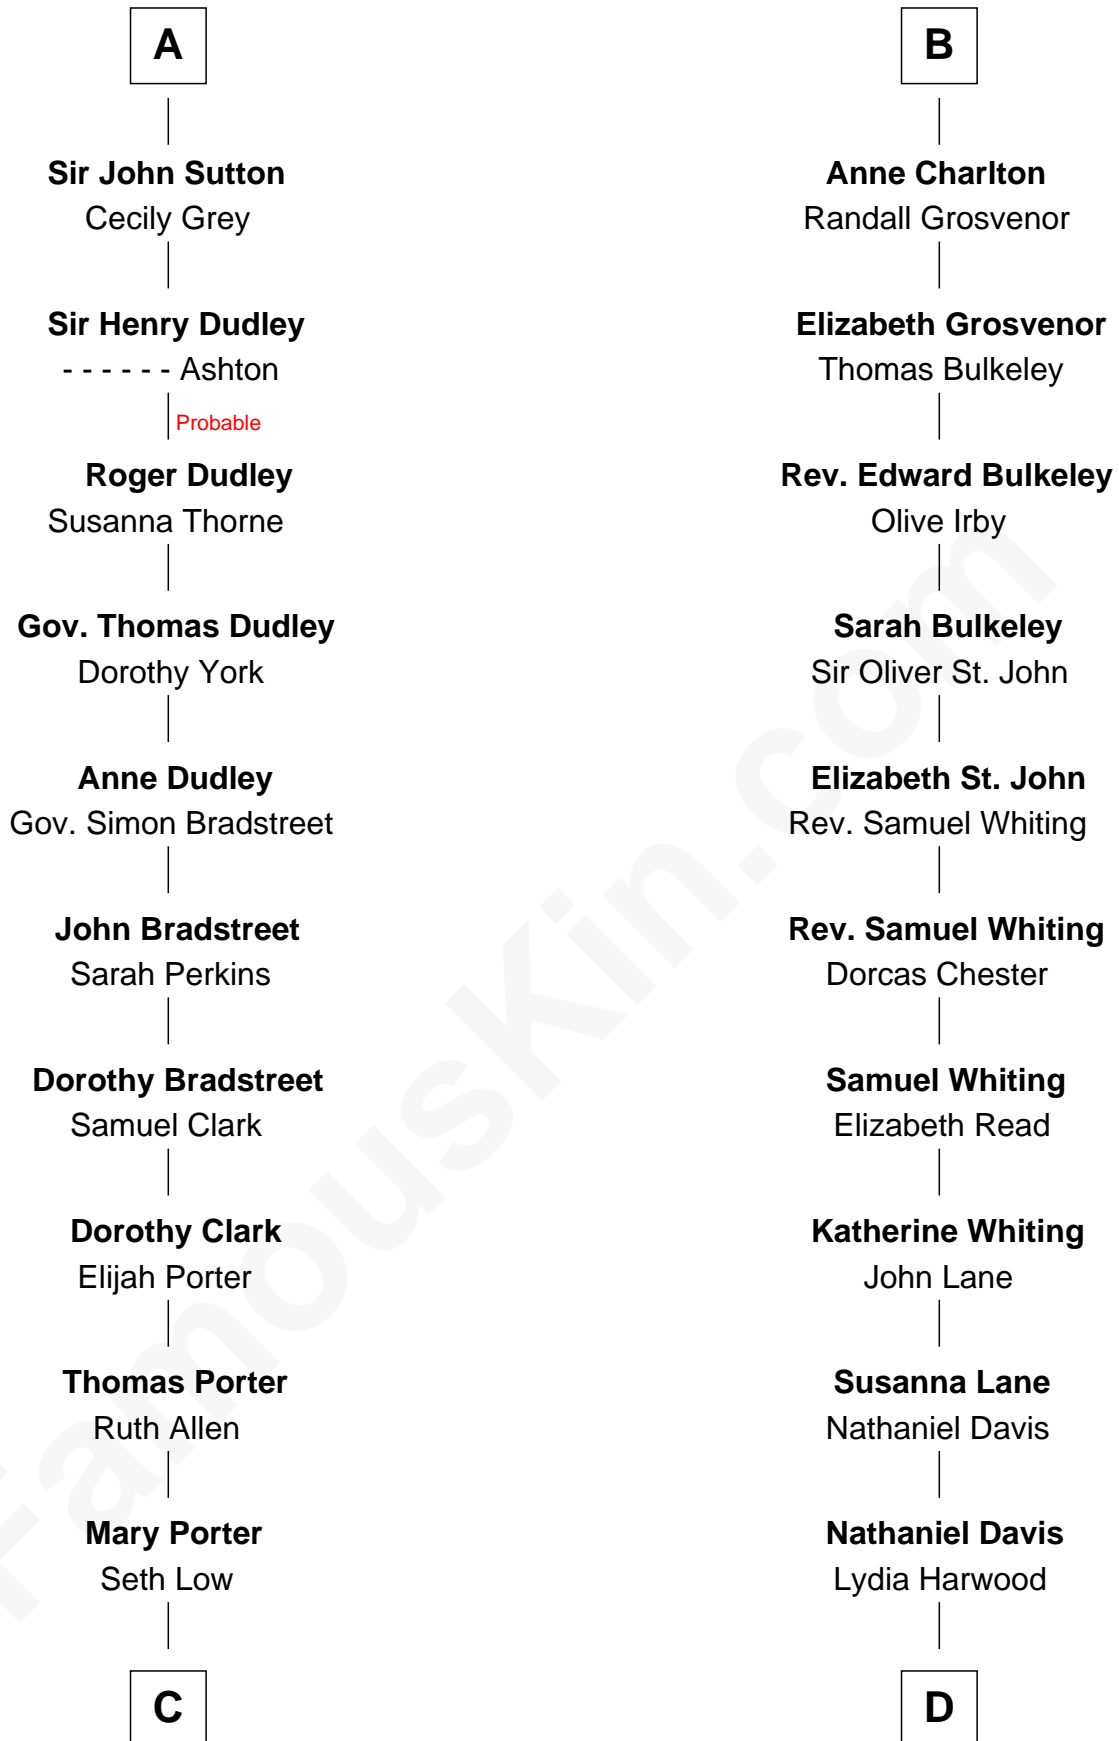 A
Sir John Sutton
Cecily Grey
Sir Henry Dudley
- - - - - - Ashton
Probable
Roger Dudley
Susanna Thorne
Gov. Thomas Dudley
Dorothy York
Anne Dudley
Gov. Simon Bradstreet
John Bradstreet
Sarah Perkins
Dorothy Bradstreet
Samuel Clark
Dorothy Clark
Elijah Porter
Thomas Porter
Ruth Allen
Mary Porter
Seth Low
C
B
Anne Charlton
Randall Grosvenor
Elizabeth Grosvenor
Thomas Bulkeley
Rev. Edward Bulkeley
Olive Irby
Sarah Bulkeley
Sir Oliver St. John
Elizabeth St. John
Rev. Samuel Whiting
Rev. Samuel Whiting
Dorcas Chester
Samuel Whiting
Elizabeth Read
Katherine Whiting
John Lane
Susanna Lane
Nathaniel Davis
Nathaniel Davis
Lydia Harwood
D
FamousKin.com